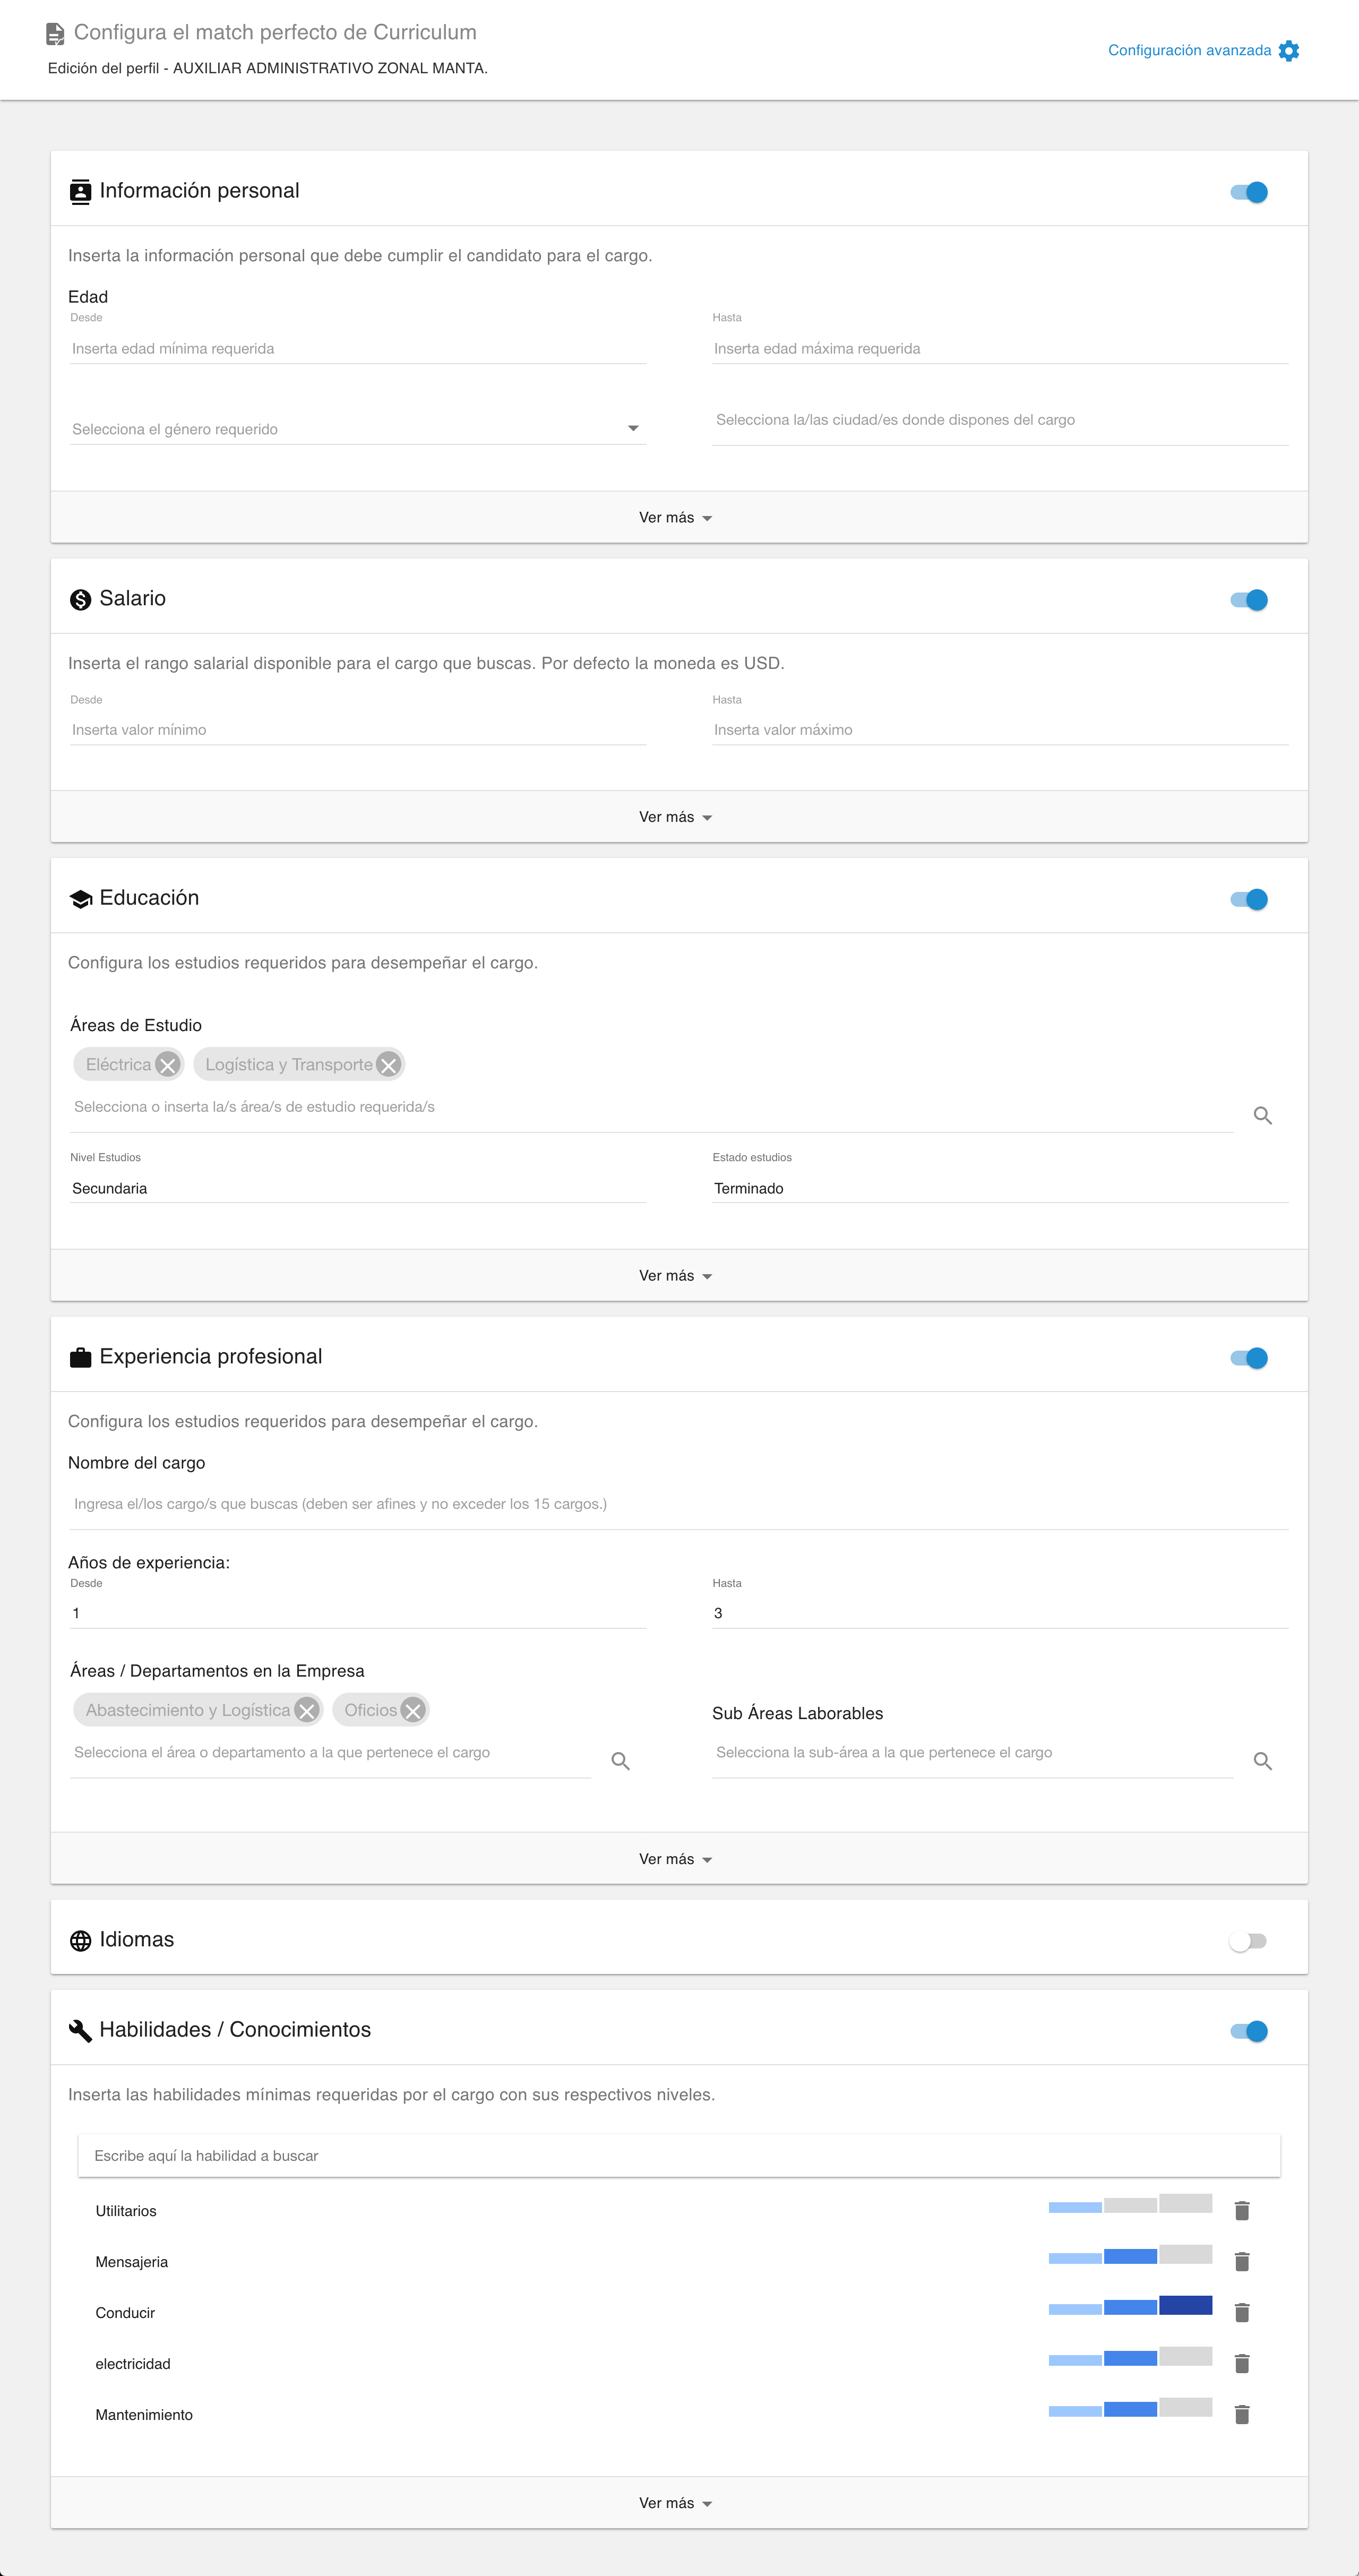 Configura el match perfecto de Curriculum
Edición del perfil - AUXILIAR ADMINISTRATIVO ZONAL MANTA.
Configuración avanzada
Información personal
Inserta la información personal que debe cumplir el candidato para el cargo.
Edad
Desde
Hasta
Inserta edad mínima requerida
Inserta edad máxima requerida
Selecciona el género requerido
Selecciona la/las ciudad/es donde dispones del cargo
Ver más
Salario
Inserta el rango salarial disponible para el cargo que buscas. Por defecto la moneda es USD.
Desde
Hasta
Inserta valor mínimo
Inserta valor máximo
Ver más
Educación
Configura los estudios requeridos para desempeñar el cargo.
Áreas de Estudio
Eléctrica
Logística y Transporte
Selecciona o inserta la/s área/s de estudio requerida/s
Nivel Estudios
Estado estudios
Secundaria
Terminado
Ver más
Experiencia profesional
Configura los estudios requeridos para desempeñar el cargo.
Nombre del cargo
Ingresa el/los cargo/s que buscas (deben ser afines y no exceder los 15 cargos.)
Años de experiencia:
Desde
Hasta
1
3
Áreas / Departamentos en la Empresa
Abastecimiento y Logística
Oficios
Sub Áreas Laborables
Selecciona el área o departamento a la que pertenece el cargo
Selecciona la sub-área a la que pertenece el cargo
Ver más
Idiomas
Habilidades / Conocimientos
Inserta las habilidades mínimas requeridas por el cargo con sus respectivos niveles.
Escribe aquí la habilidad a buscar
Utilitarios
Mensajeria
Conducir
electricidad
Mantenimiento
Ver más